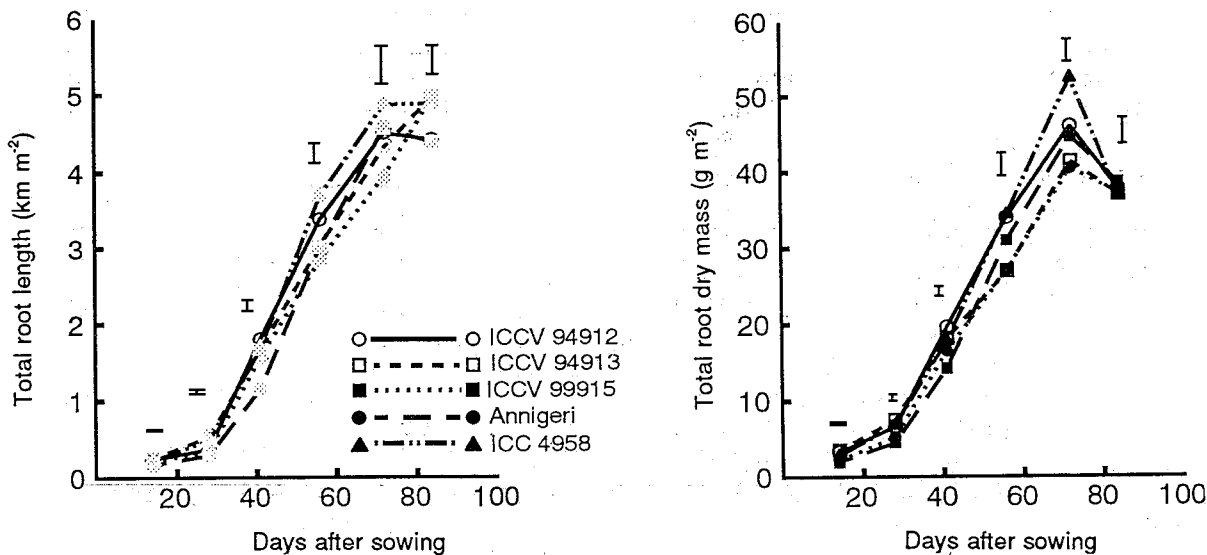 Total root length (km m-2)
6
5
4
3
2
1
0
20 40 60 80 100
Days after sowing
ICCV 94912
ICCV 94913
ICCV 99915
Annigeri
ICC 4958
Total root dry mass (g m-2)
60
50
40
30
20
10
0
20 40 60 80 100
Days after sowing